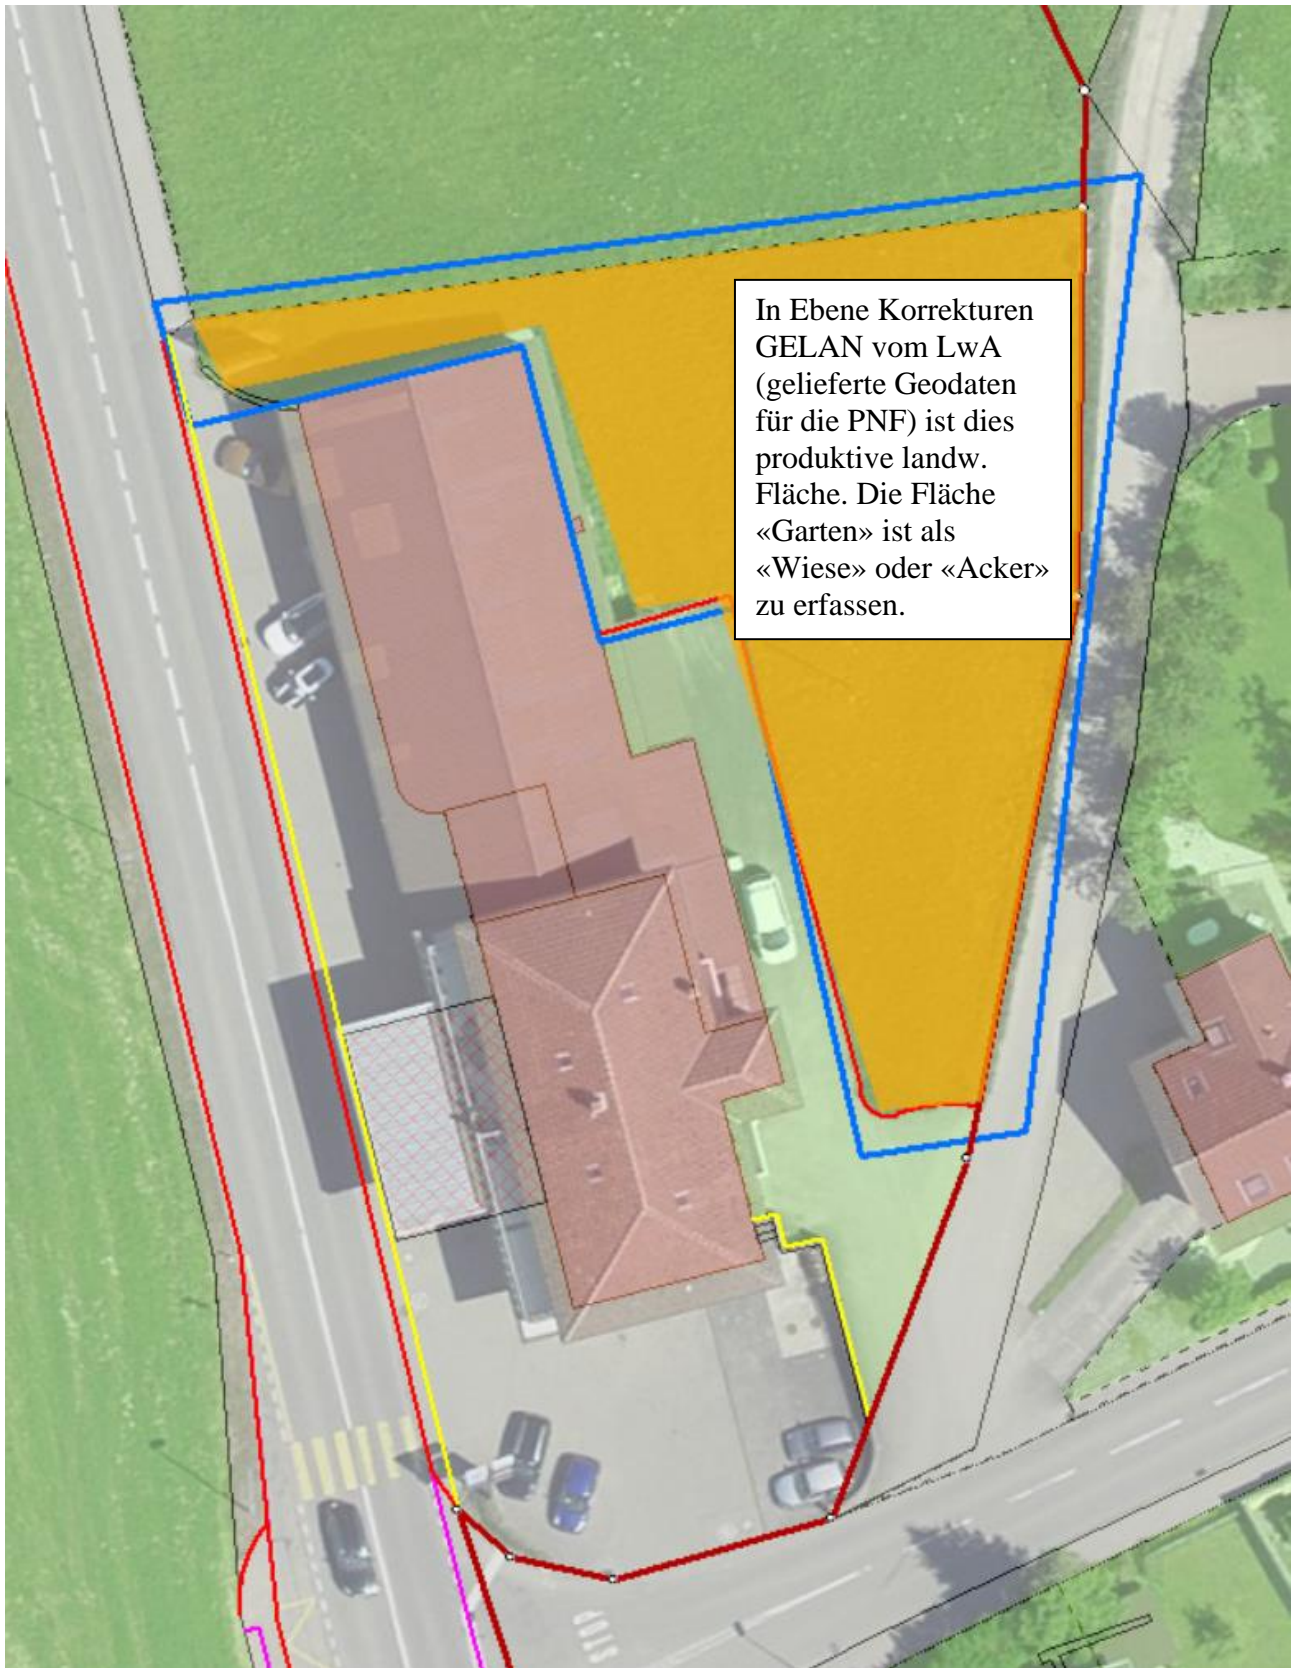 In Ebene Korrekturen
GELAN vom LwA
(gelieferte Geodaten
für die PNF) ist dies
produktive landw.
Fläche. Die Fläche
«Garten» ist als
«Wiese» oder «Acker»
zu erfassen.
STOP